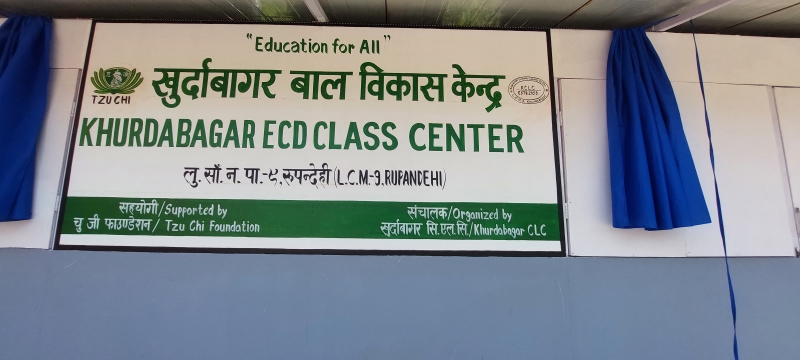 "Education for All"
TZU CHI
खुर्दाबागर बाल विकास केन्द्र
KHURDABAGAR ECD CLASS CENTER
लु. साँ. न. पा.-९, रुपन्देही (L.C.M-9.RUPANDEHI)
सहयोगी/Supported by
चु जी फाउण्डेशन/ Tzu Chi Foundation
संचालक/Organized by
खुर्दाबागर सि.एल.सि./Khurdabagar CLC